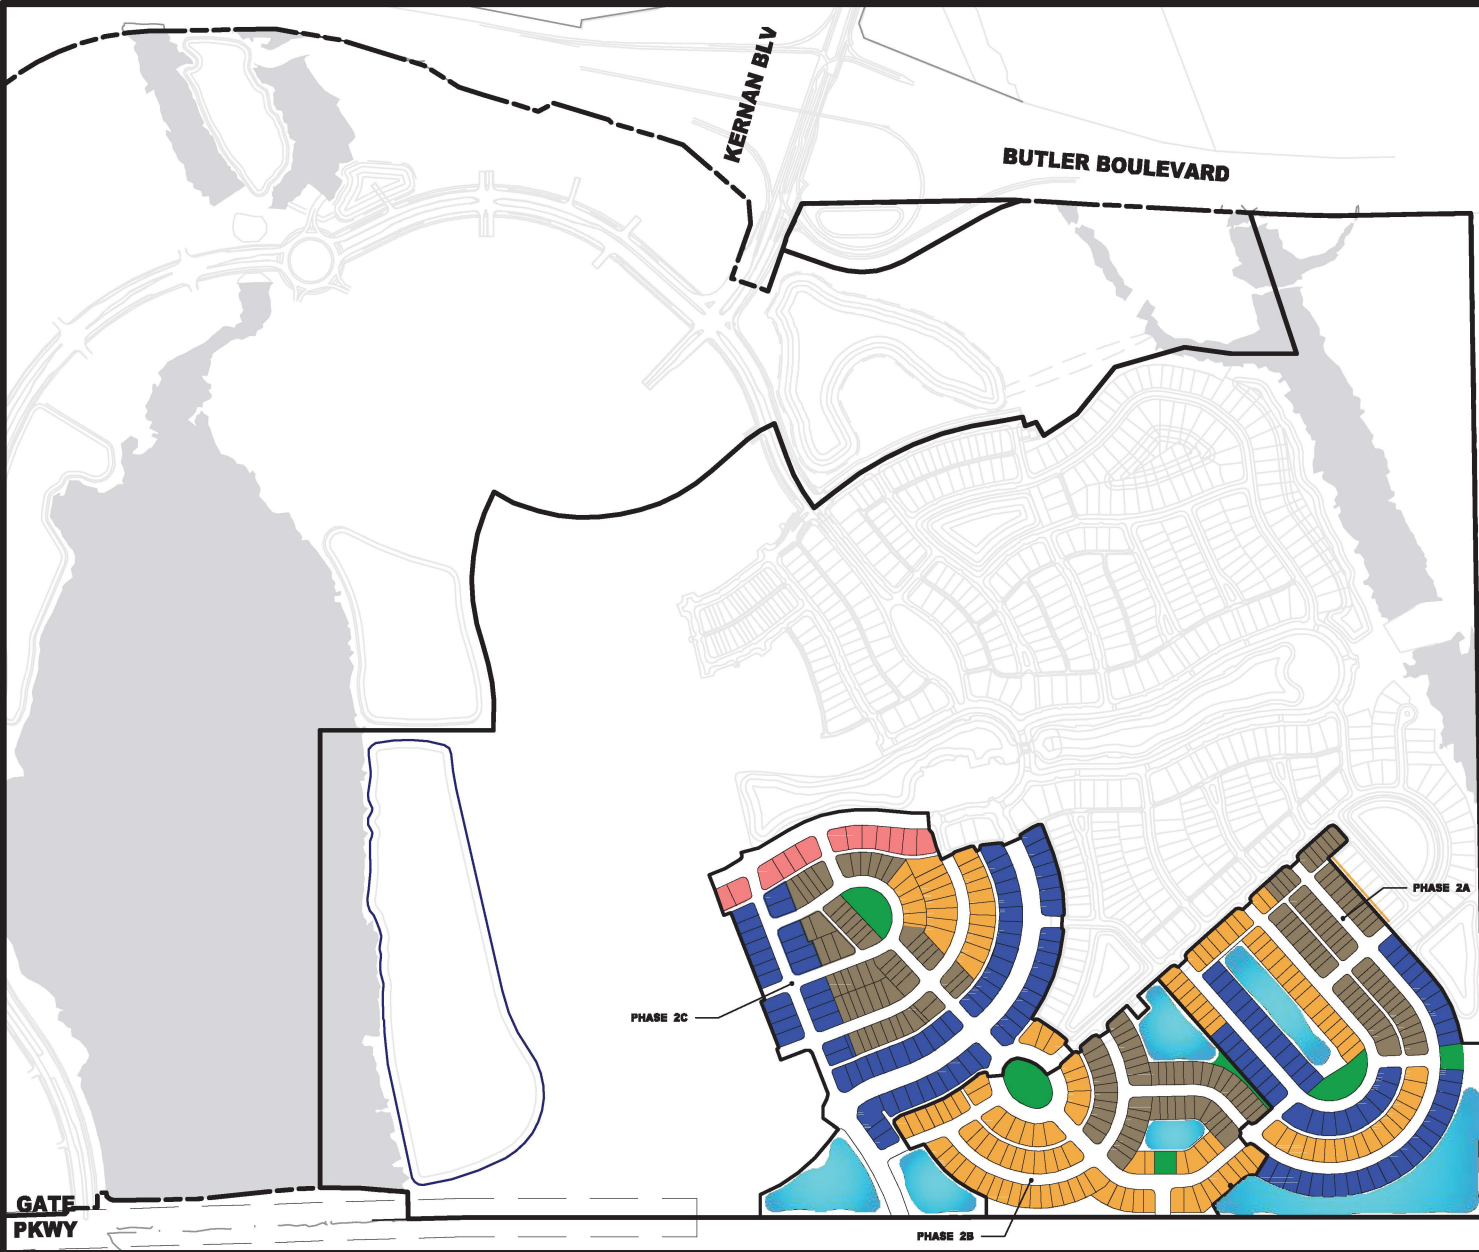 KERNAN BLV
BUTLER BOULEVARD
PHASE 2A
PHASE 2C
GATE
PKWY
PHASE 2B